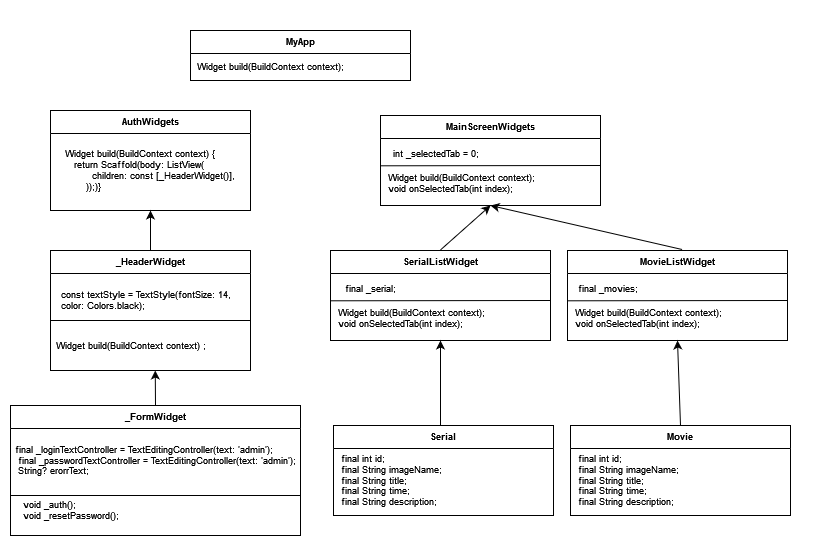 MyApp
Widget build(BuildContext context);
AuthWidgets
Widget build(BuildContext context) {
return Scaffold(body: ListView(
children: const [_HeaderWidget()],
));)}
MainScreenWidgets
int _selectedTab = 0;
Widget build(BuildContext context);
void onSelectedTab(int index);
_HeaderWidget
const textStyle = TextStyle(fontSize: 14,
color: Colors.black);
Widget build(BuildContext context) ;
SerialListWidget
final _serial;
Widget build(BuildContext context);
void onSelectedTab(int index);
MovieListWidget
final _movies;
Widget build(BuildContext context);
void onSelectedTab(int index);
_FormWidget
final _loginTextController = TextEditingController(text: 'admin');
final _passwordTextController = TextEditingController(text: 'admin');
String? erorrText;
void _auth();
void _resetPassword();
Serial
final int id;
final String imageName;
final String title;
final String time;
final String description;
Movie
final int id;
final String imageName;
final String title;
final String time;
final String description;